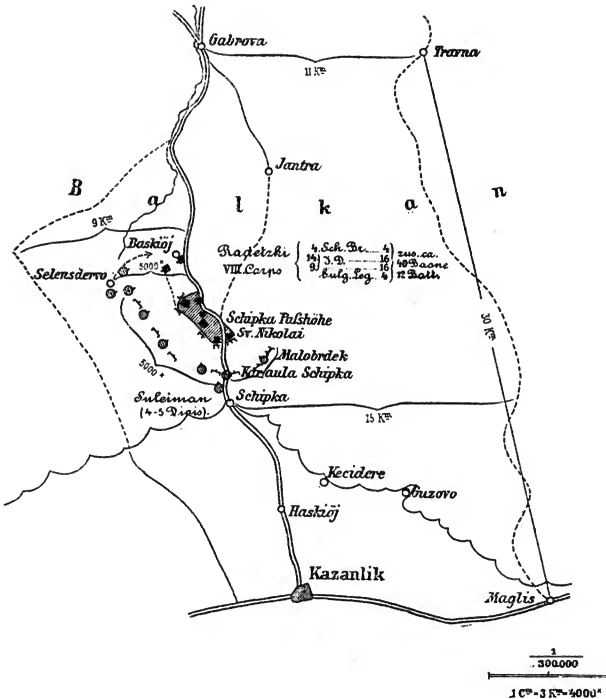 Gabrova
Travna
11 Km
Jantra
B a l k a n
9 Km
Baskiöj
5000 x
Selensdervo
Radetzki
VIII. Corps
4. Sch. Br. 4
14 } J. D. 16
9 } 16
bulg. Leg. 4
zus. ca.
40 Baone
12 Batt.
Schipka Paſshöhe
Sv. Nikolai
Malobrdek
Karaula Schipka
5000 x
Suleiman
(4-5 Divis).
Schipka
30 Km
15 Km
Kecidere
Guzovo
Haskiöj
Kazanlik
Maglis
1
300.000
1 Cm = 3 Km = 4000x